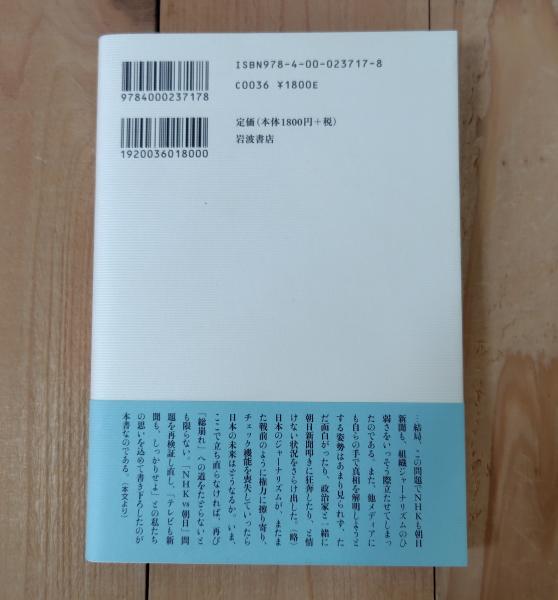 ISBN978-4-00-023717-8
C0036 ¥1800E
9784000237178
定価(本体1800円+税)
岩波書店
1920036018000
…結局、この問題でNHKも朝日
新聞も、組織ジャーナリズムのひ
弱さをいっそう際立たせてしまっ
たのである。また、他メディアに
も自らの手で真相を解明しようと
する姿勢はあまり見られず、た
だ面白がったり、政治家と一緒に
朝日新聞叩きに狂奔したり、と情
けない状況をさらけ出した。(略)
日本のジャーナリズムが、またま
た戦前のように権力に擦り寄り、
チェック機能を喪失していったら
日本の未来はどうなるか。いま、
ここで立ち直らなければ、再び
『総崩れ』への道をたどらないと
も限らない。「NHK vs 朝日」問
題を再検証し直し、「テレビも新
聞も、しっかりせよ」との私たち
の思いを込めて書き下ろしたのが
本書なのである。(本文より)